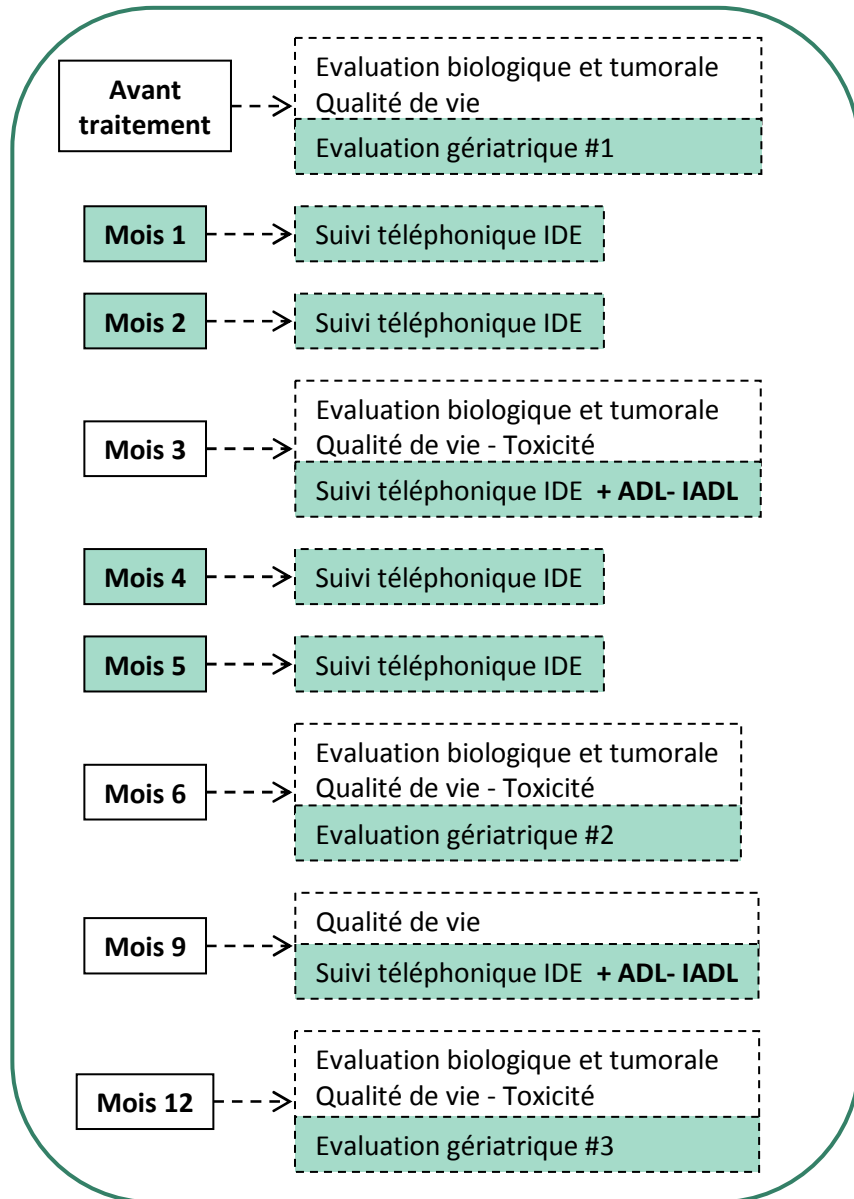 Avant
traitement
Evaluation biologique et tumorale
Qualité de vie
Evaluation gériatrique #1
Mois 1
Suivi téléphonique IDE
Mois 2
Suivi téléphonique IDE
Mois 3
Evaluation biologique et tumorale
Qualité de vie - Toxicité
Suivi téléphonique IDE + ADL- IADL
Mois 4
Suivi téléphonique IDE
Mois 5
Suivi téléphonique IDE
Mois 6
Evaluation biologique et tumorale
Qualité de vie - Toxicité
Evaluation gériatrique #2
Mois 9
Qualité de vie
Suivi téléphonique IDE + ADL- IADL
Mois 12
Evaluation biologique et tumorale
Qualité de vie - Toxicité
Evaluation gériatrique #3